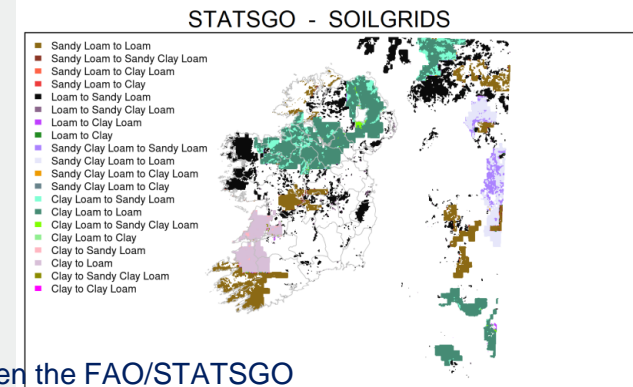 STATSGO - SOILGRIDS
Sandy Loam to Loam
Sandy Loam to Sandy Clay Loam
Sandy Loam to Clay Loam
Sandy Loam to Clay
Loam to Sandy Loam
Loam to Sandy Clay Loam
Loam to Clay Loam
Loam to Clay
Sandy Clay Loam to Sandy Loam
Sandy Clay Loam to Loam
Sandy Clay Loam to Clay Loam
Sandy Clay Loam to Clay
Clay Loam to Sandy Loam
Clay Loam to Loam
Clay Loam to Sandy Clay Loam
Clay Loam to Clay
Clay to Sandy Loam
Clay to Loam
Clay to Sandy Clay Loam
Clay to Clay Loam
en the FAO/STATSGO